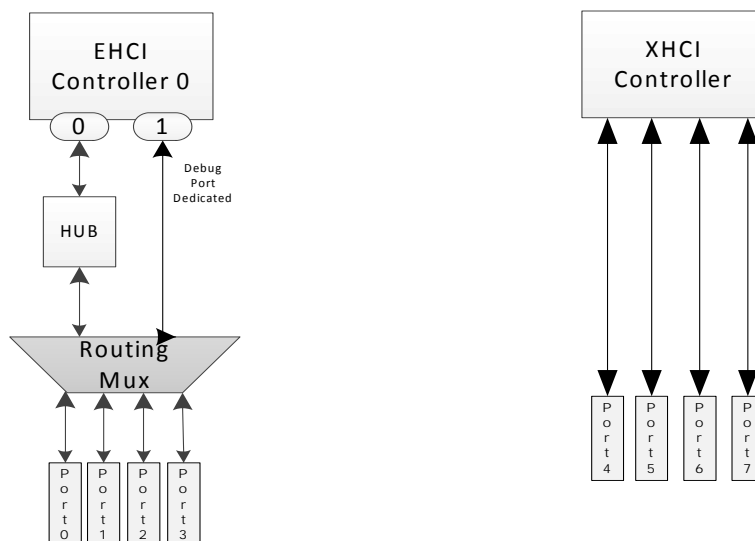 EHCI
Controller 0
0
1
Debug
Port
Dedicated
HUB
Routing
Mux
Port0
Port1
Port2
Port3
XHCI
Controller
Port4
Port5
Port6
Port7